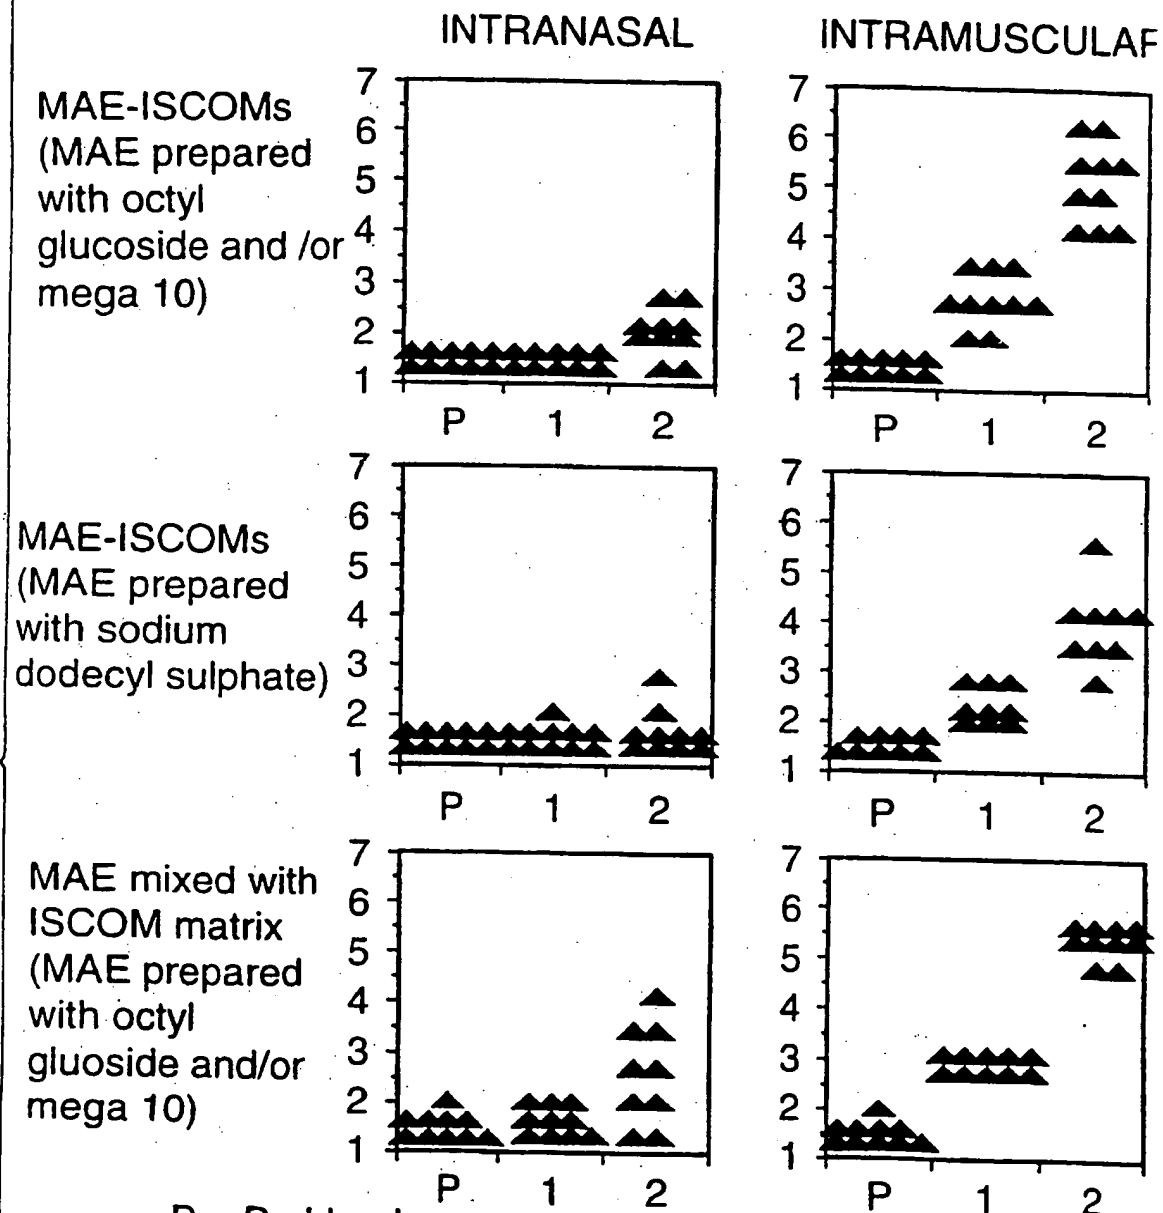 INTRANASAL
INTRAMUSCULAR
MAE-ISCOMs
(MAE prepared
with octyl
glucoside and /or
mega 10)
7
6
5
4
3
2
1
P 1 2
7
6
5
4
3
2
1
P 1 2
MAE-ISCOMs
(MAE prepared
with sodium
dodecyl sulphate)
7
6
5
4
3
2
1
P 1 2
7
6
5
4
3
2
1
P 1 2
MAE mixed with
ISCOM matrix
(MAE prepared
with octyl
gluoside and/or
mega 10)
7
6
5
4
3
2
1
P 1 2
7
6
5
4
3
2
1
P 1 2